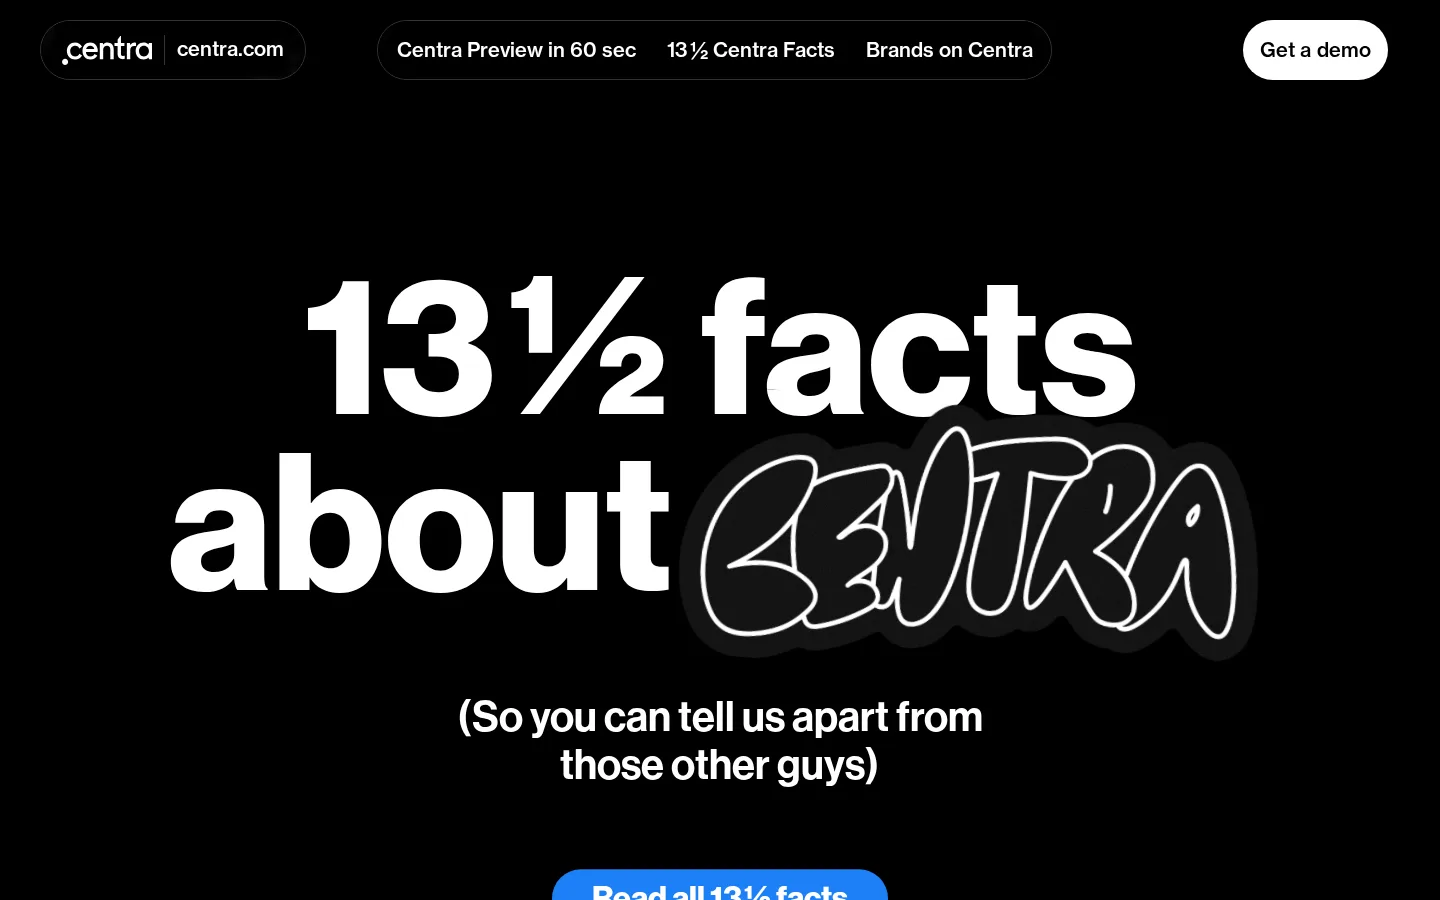 centra
centra.com
Centra Preview in 60 sec
13½ Centra Facts
Brands on Centra
Get a demo
13½ facts
about CENTRA
(So you can tell us apart from
those other guys)
Read all 13½ facts